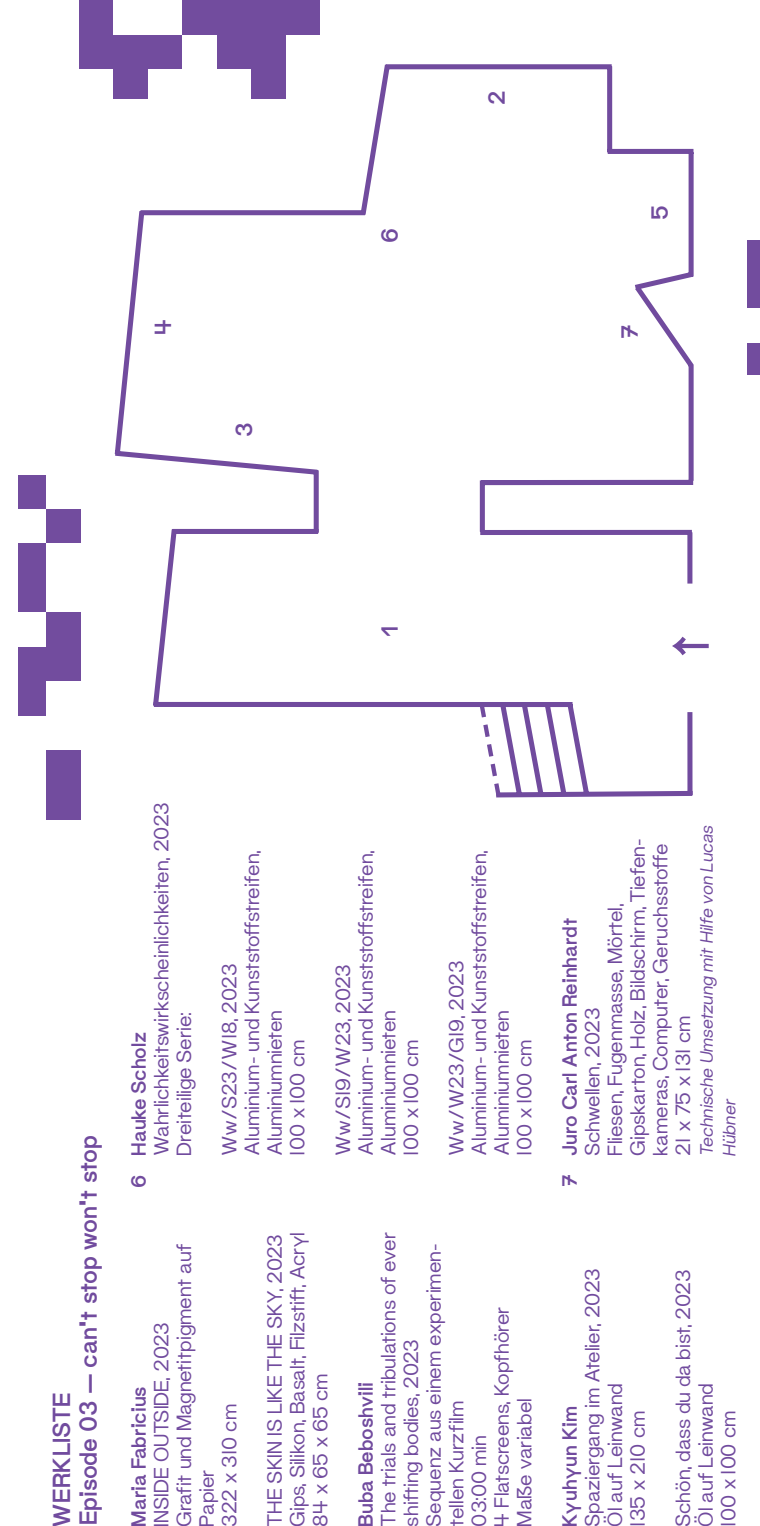 WERKLISTE
Episode 03 — can't stop won't stop
Maria Fabricius
INSIDE OUTSIDE, 2023
Grafit und Magnetitpigment auf
Papier
322 x 310 cm
THE SKIN IS LIKE THE SKY, 2023
Gips, Silikon, Basalt, Filzstift, Acryl
84 x 65 x 65 cm
Buba Beboshvili
The trials and tribulations of ever
shifting bodies, 2023
Sequenz aus einem experimen-
tellen Kurzfilm
03:00 min
4 Flatscreens, Kopfhörer
Maße variabel
Kyuhyun Kim
Spaziergang im Atelier, 2023
Öl auf Leinwand
135 x 210 cm
Schön, dass du da bist, 2023
Öl auf Leinwand
100 x 100 cm
6 Hauke Scholz
Wahrlichkeitswirkscheinlichkeiten, 2023
Dreiteilige Serie:
Ww/S23/W18, 2023
Aluminium- und Kunststoffstreifen,
Aluminiumnieten
100 x 100 cm
Ww/S19/W23, 2023
Aluminium- und Kunststoffstreifen,
Aluminiumnieten
100 x 100 cm
Ww/W23/G19, 2023
Aluminium- und Kunststoffstreifen,
Aluminiumnieten
100 x 100 cm
7 Juro Carl Anton Reinhardt
Schwellen, 2023
Fliesen, Fugenmasse, Mörtel,
Gipskarton, Holz, Bildschirm, Tiefen-
kameras, Computer, Geruchsstoffe
21 x 75 x 131 cm
Technische Umsetzung mit Hilfe von Lucas
Hübner
4
3
1
6
2
7
5